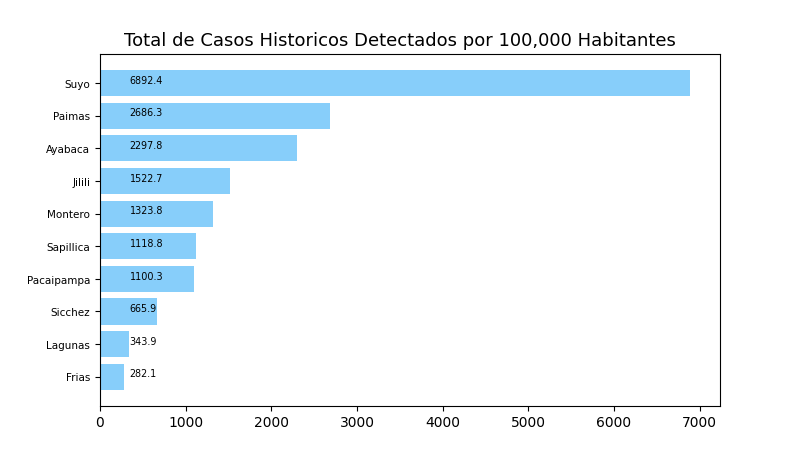 Total de Casos Historicos Detectados por 100,000 Habitantes
Suyo 6892.4
Paimas 2686.3
Ayabaca 2297.8
Jilili 1522.7
Montero 1323.8
Sapillica 1118.8
Pacaipampa 1100.3
Sicchez 665.9
Lagunas 343.9
Frias 282.1
0 1000 2000 3000 4000 5000 6000 7000